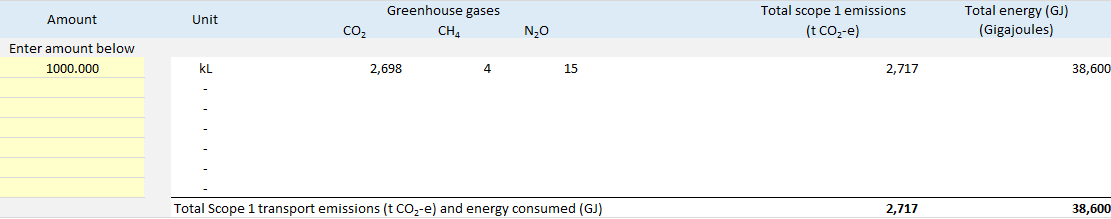 Amount Unit Greenhouse gases Total scope 1 emissions Total energy (GJ)
CO₂ CH₄ N₂O (t CO₂-e) (Gigajoules)
Enter amount below
1000.000 kL 2,698 4 15 2,717 38,600
-
-
-
-
-
-
Total Scope 1 transport emissions (t CO₂-e) and energy consumed (GJ) 2,717 38,600